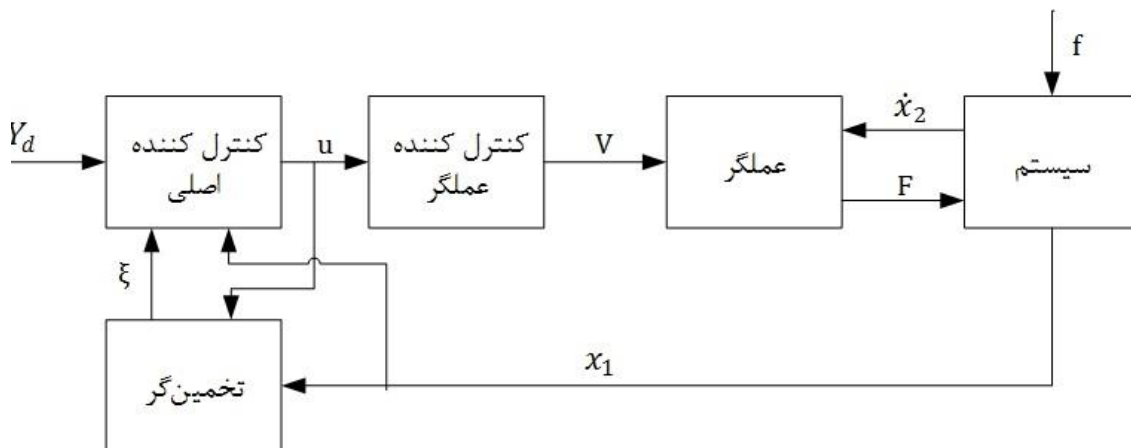 f
Y_d
کنترل کننده
اصلی
u
کنترل کننده
عملگر
V
عملگر
ẋ_2
F
سیستم
ξ
تخمین‌گر
x_1